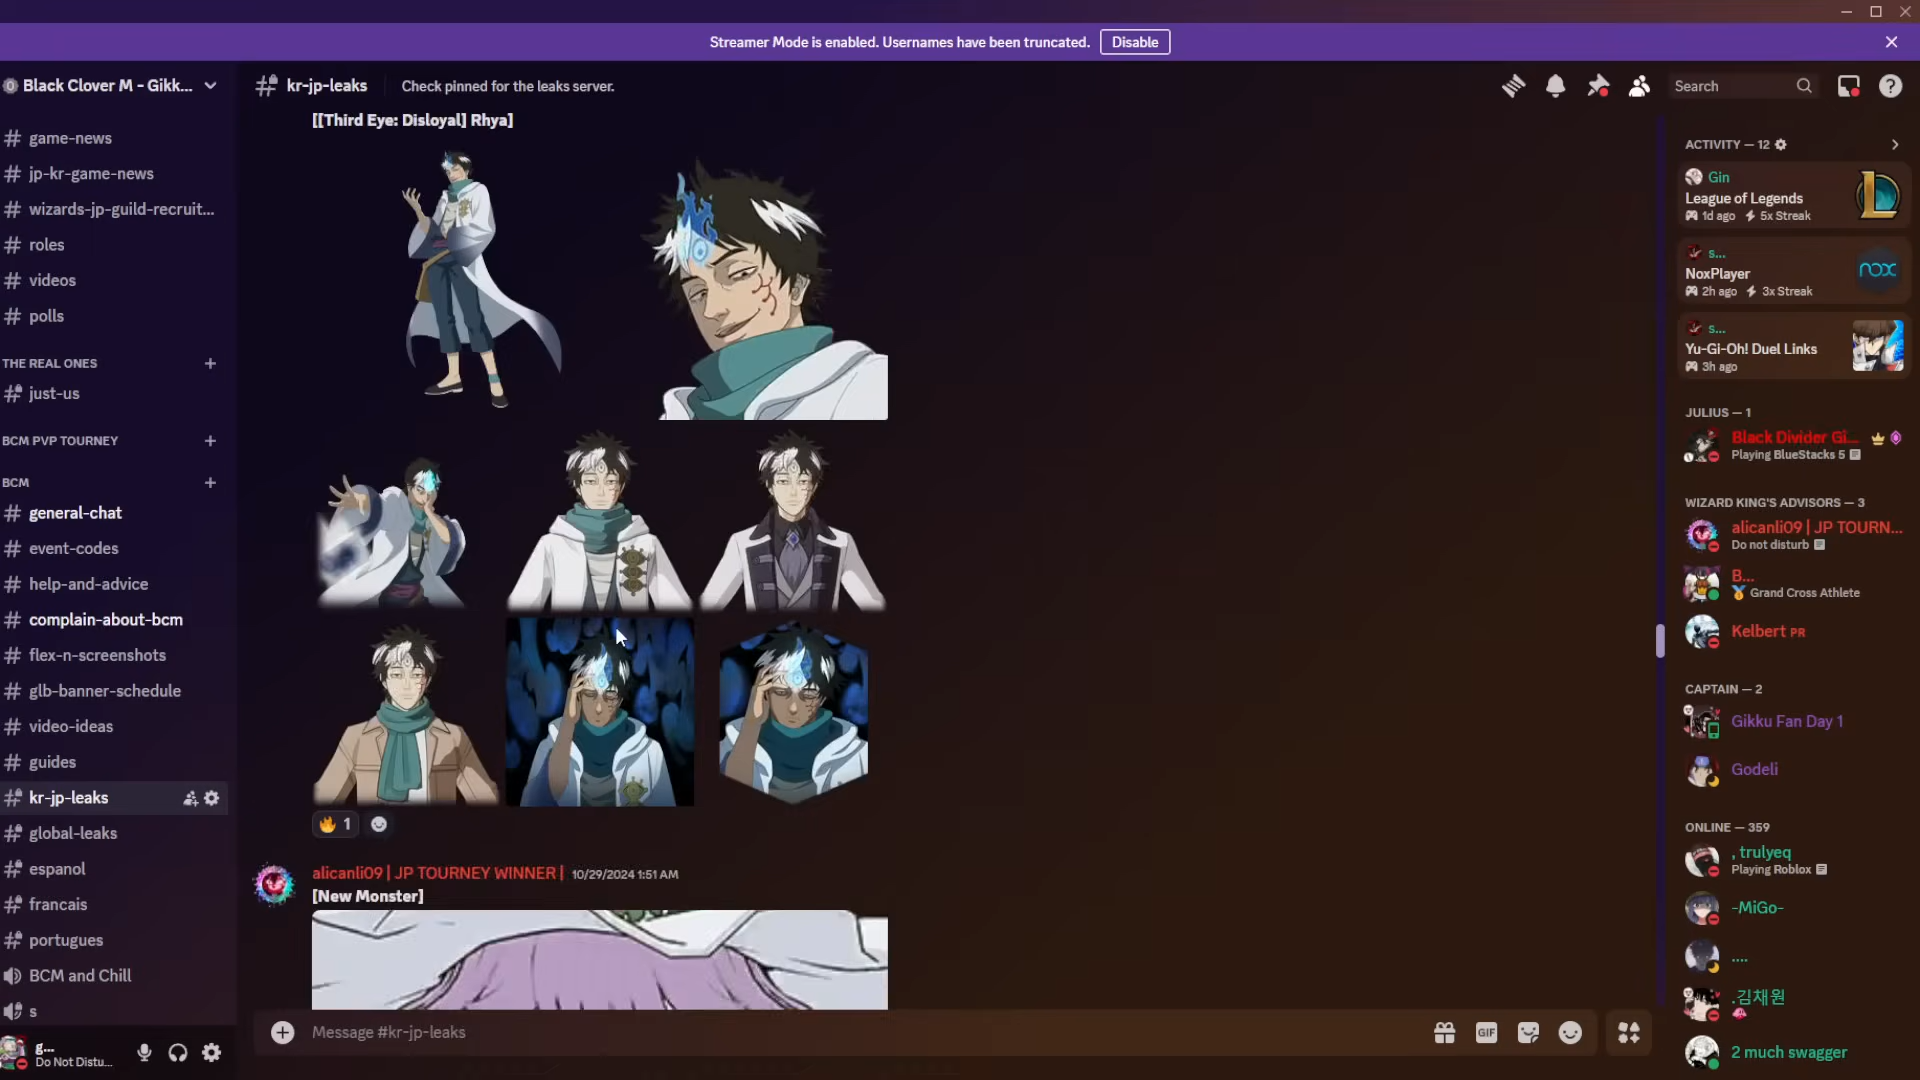 Streamer Mode is enabled. Usernames have been truncated.
Disable
Black Clover M - Gikk...
game-news
jp-kr-game-news
wizards-jp-guild-recruit...
roles
videos
polls
THE REAL ONES
just-us
BCM PVP TOURNEY
BCM
general-chat
event-codes
help-and-advice
complain-about-bcm
flex-n-screenshots
glb-banner-schedule
video-ideas
guides
kr-jp-leaks
global-leaks
espanol
francais
portugues
BCM and Chill
s
g...
Do Not Distu...
kr-jp-leaks
Check pinned for the leaks server.
Search
[[Third Eye: Disloyal] Rhya]
1
alicanli09 | JP TOURNEY WINNER | 10/29/2024 1:51 AM
[New Monster]
Message #kr-jp-leaks
GIF
ACTIVITY — 12
Gin
League of Legends
1d ago 5x Streak
s...
NoxPlayer
2h ago 3x Streak
nox
s...
Yu-Gi-Oh! Duel Links
3h ago
JULIUS — 1
Black Divider Gi...
Playing BlueStacks 5
WIZARD KING'S ADVISORS — 3
alicanli09 | JP TOURN...
Do not disturb
B...
Grand Cross Athlete
Kelbert PR
CAPTAIN — 2
Gikku Fan Day 1
Godeli
ONLINE — 359
, trulyeq
Playing Roblox
-MiGo-
....
.김채원
2 much swagger